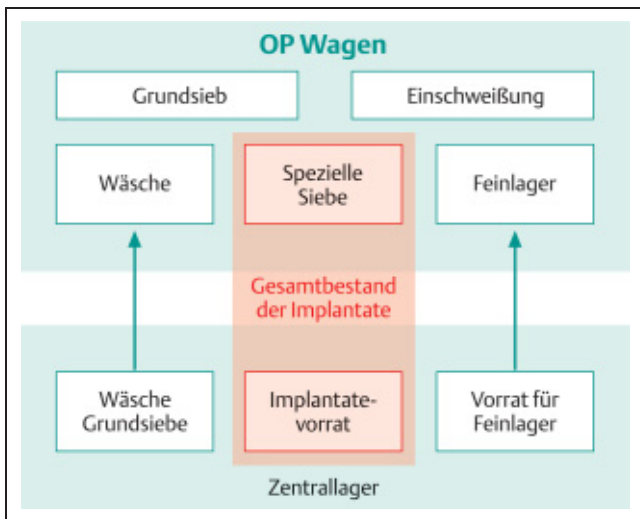 OP Wagen
Grundsieb
Einschweißung
Wäsche
Spezielle
Siebe
Feinlager
Gesamtbestand
der Implantate
Wäsche
Grundsiebe
Implantate-
vorrat
Vorrat für
Feinlager
Zentrallager